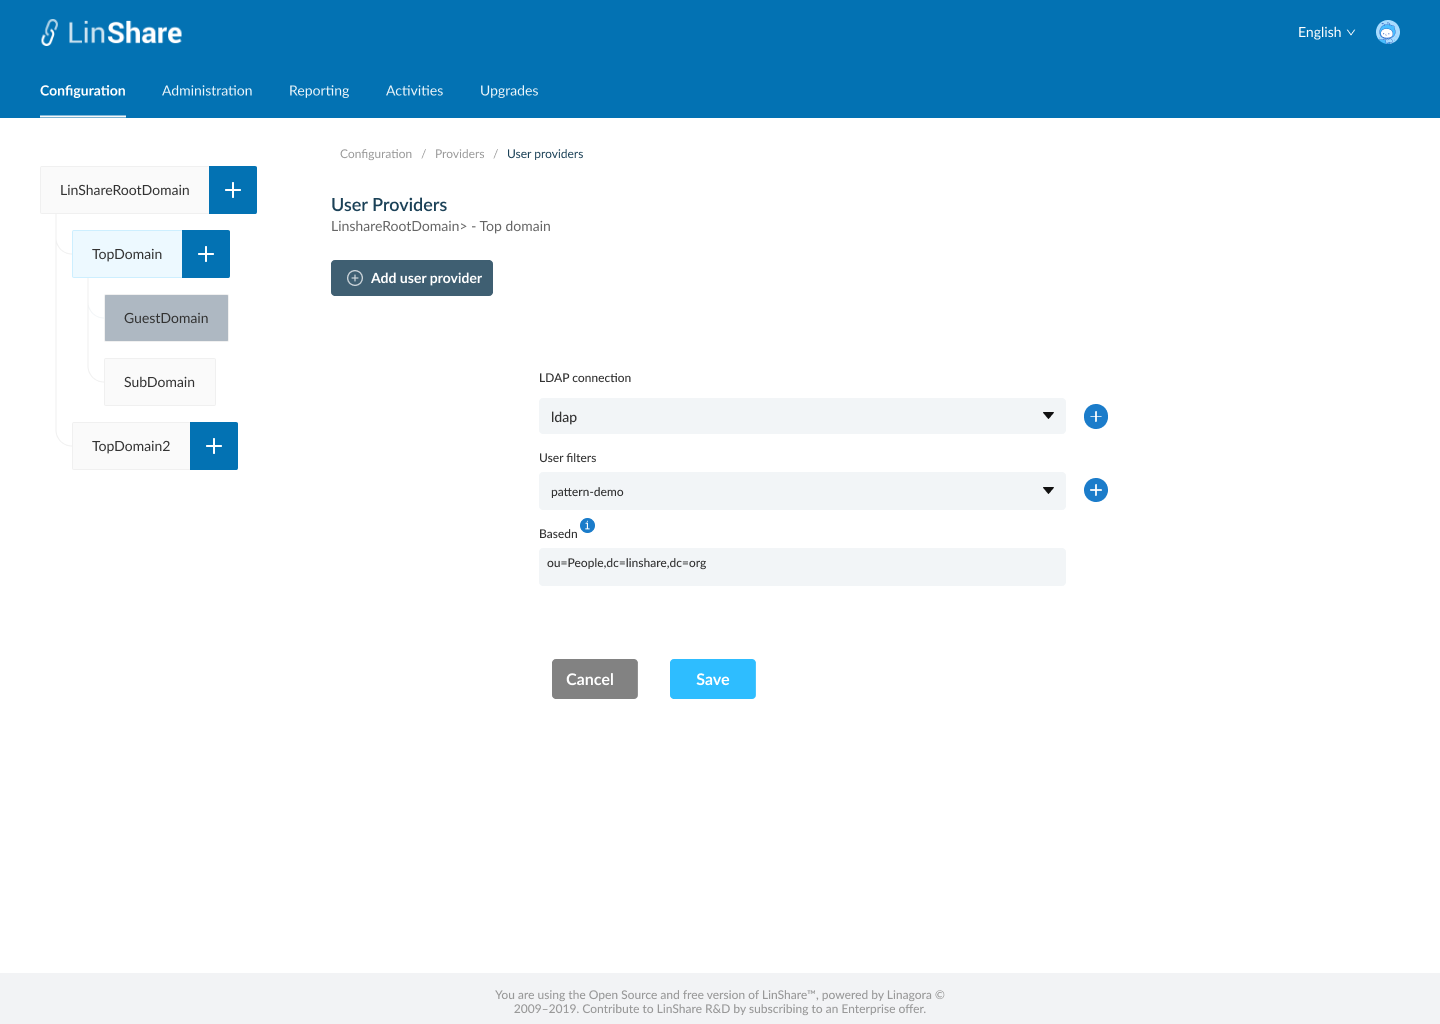 LinShare
English
Configuration Administration Reporting Activities Upgrades
Configuration / Providers / User providers
LinShareRootDomain
TopDomain
GuestDomain
SubDomain
TopDomain2
User Providers
LinshareRootDomain> - Top domain
Add user provider
LDAP connection
ldap
User filters
pattern-demo
Basedn
1
ou=People,dc=linshare,dc=org
Cancel Save
You are using the Open Source and free version of LinShare™, powered by Linagora ©
2009–2019. Contribute to LinShare R&D by subscribing to an Enterprise offer.